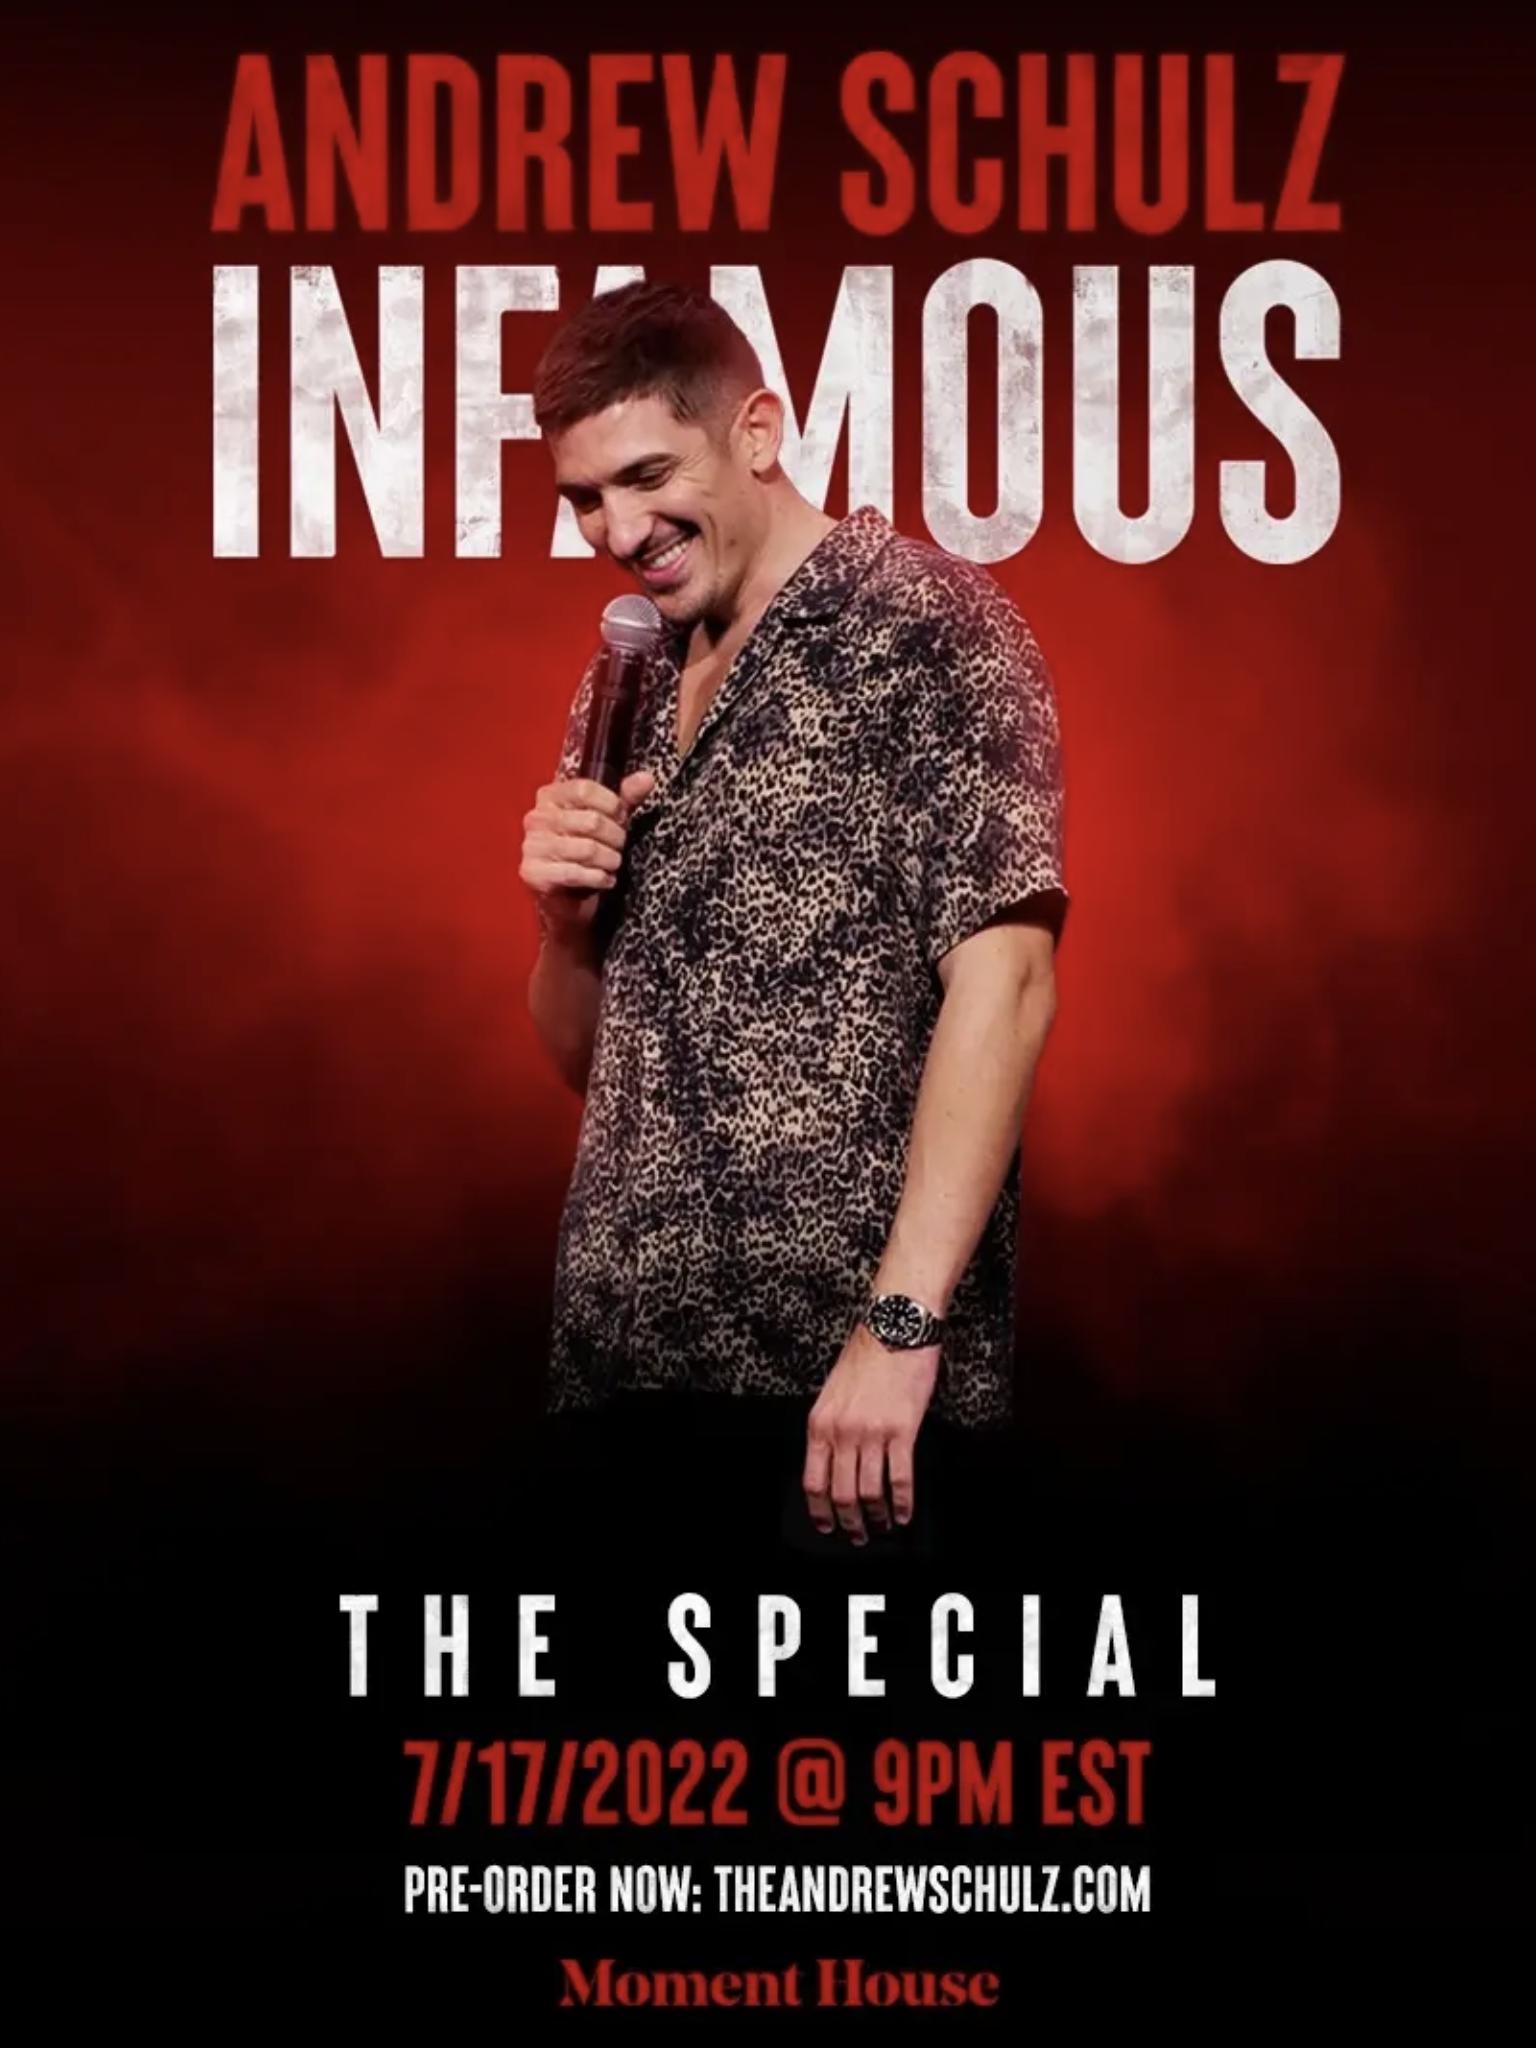 ANDREW SCHULZ
INFAMOUS
THE SPECIAL
7/17/2022 @ 9PM EST
PRE-ORDER NOW: THEANDREWSCHULZ.COM
Moment House